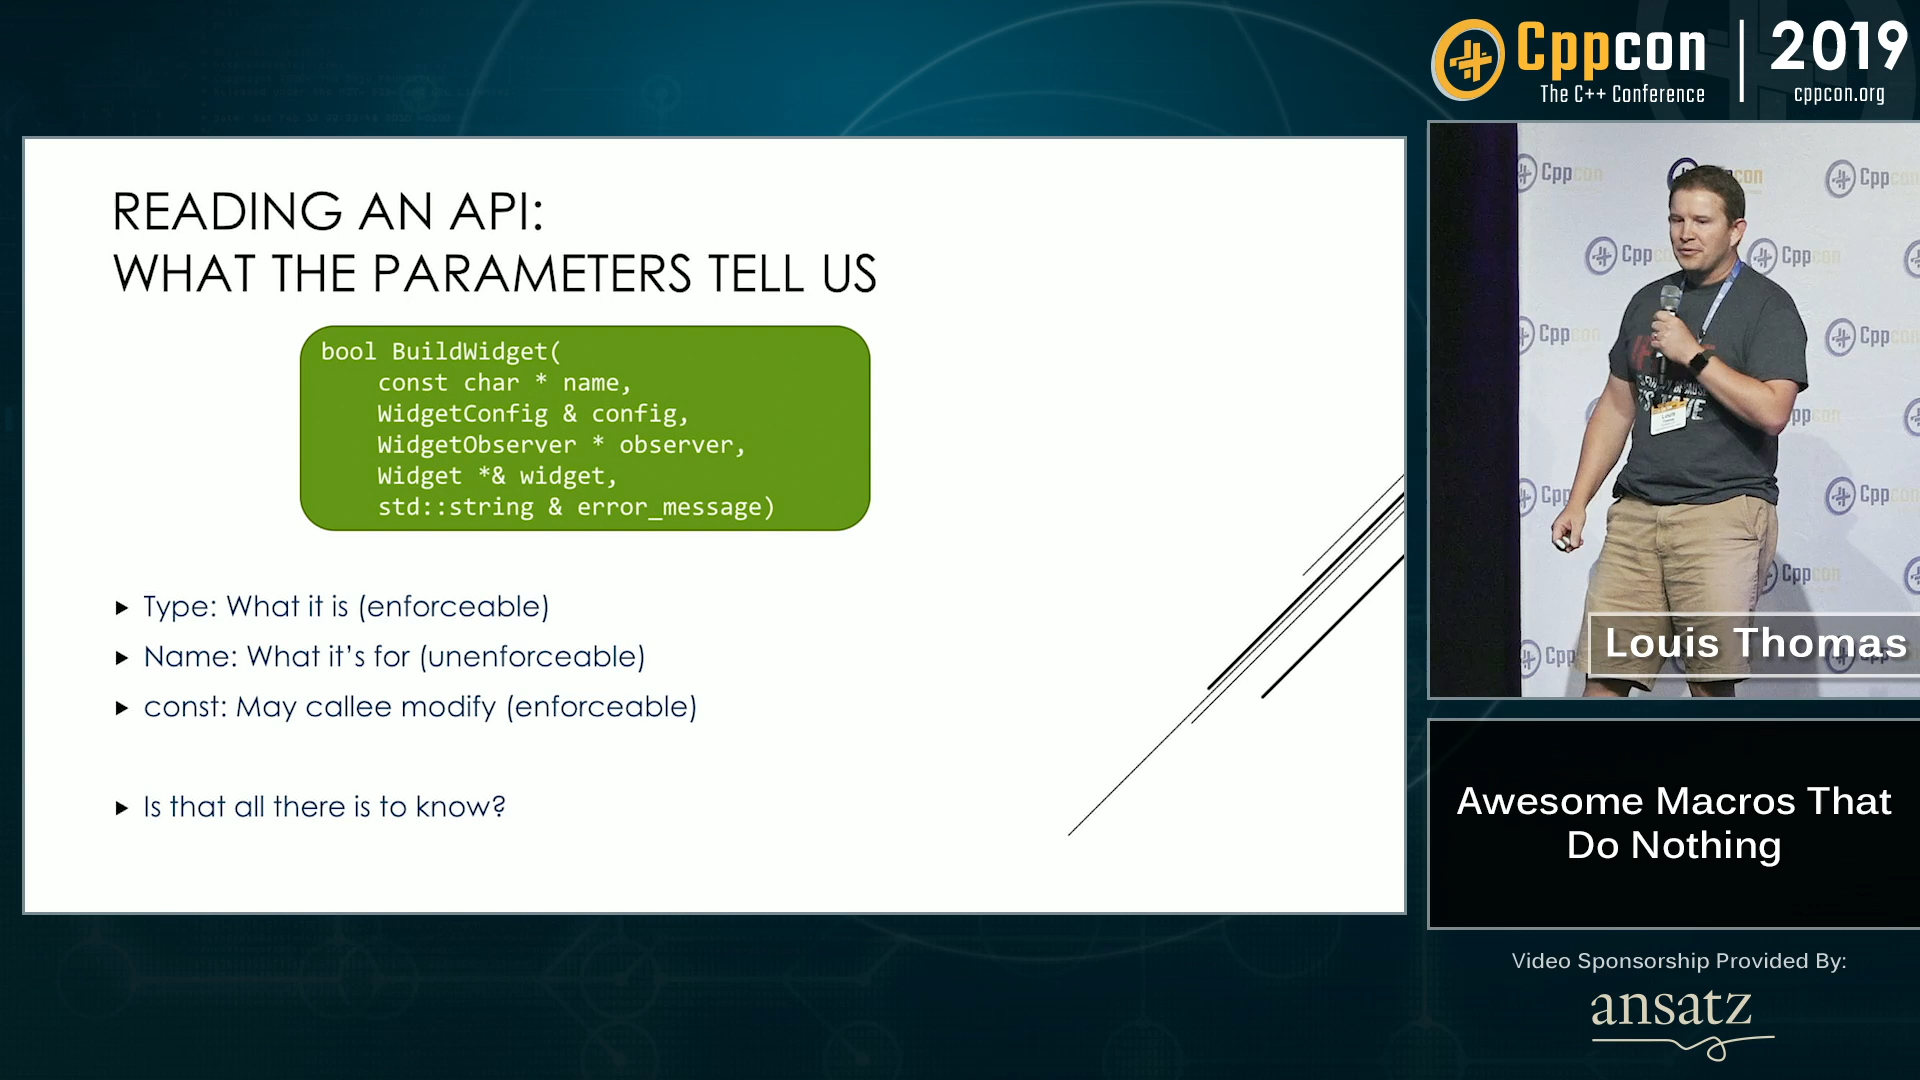 Cppcon
The C++ Conference
2019
cppcon.org
READING AN API:
WHAT THE PARAMETERS TELL US
bool BuildWidget(
const char * name,
WidgetConfig & config,
WidgetObserver * observer,
Widget *& widget,
std::string & error_message)
Type: What it is (enforceable)
Name: What it's for (unenforceable)
const: May callee modify (enforceable)
Is that all there is to know?
Louis Thomas
Awesome Macros That
Do Nothing
Video Sponsorship Provided By:
ansatz